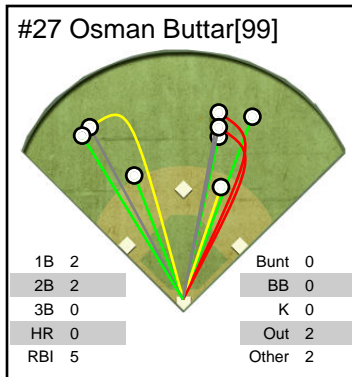 #27 Osman Buttar[99]
1B 2 Bunt 0
2B 2 BB 0
3B 0 K 0
HR 0 Out 2
RBI 5 Other 2